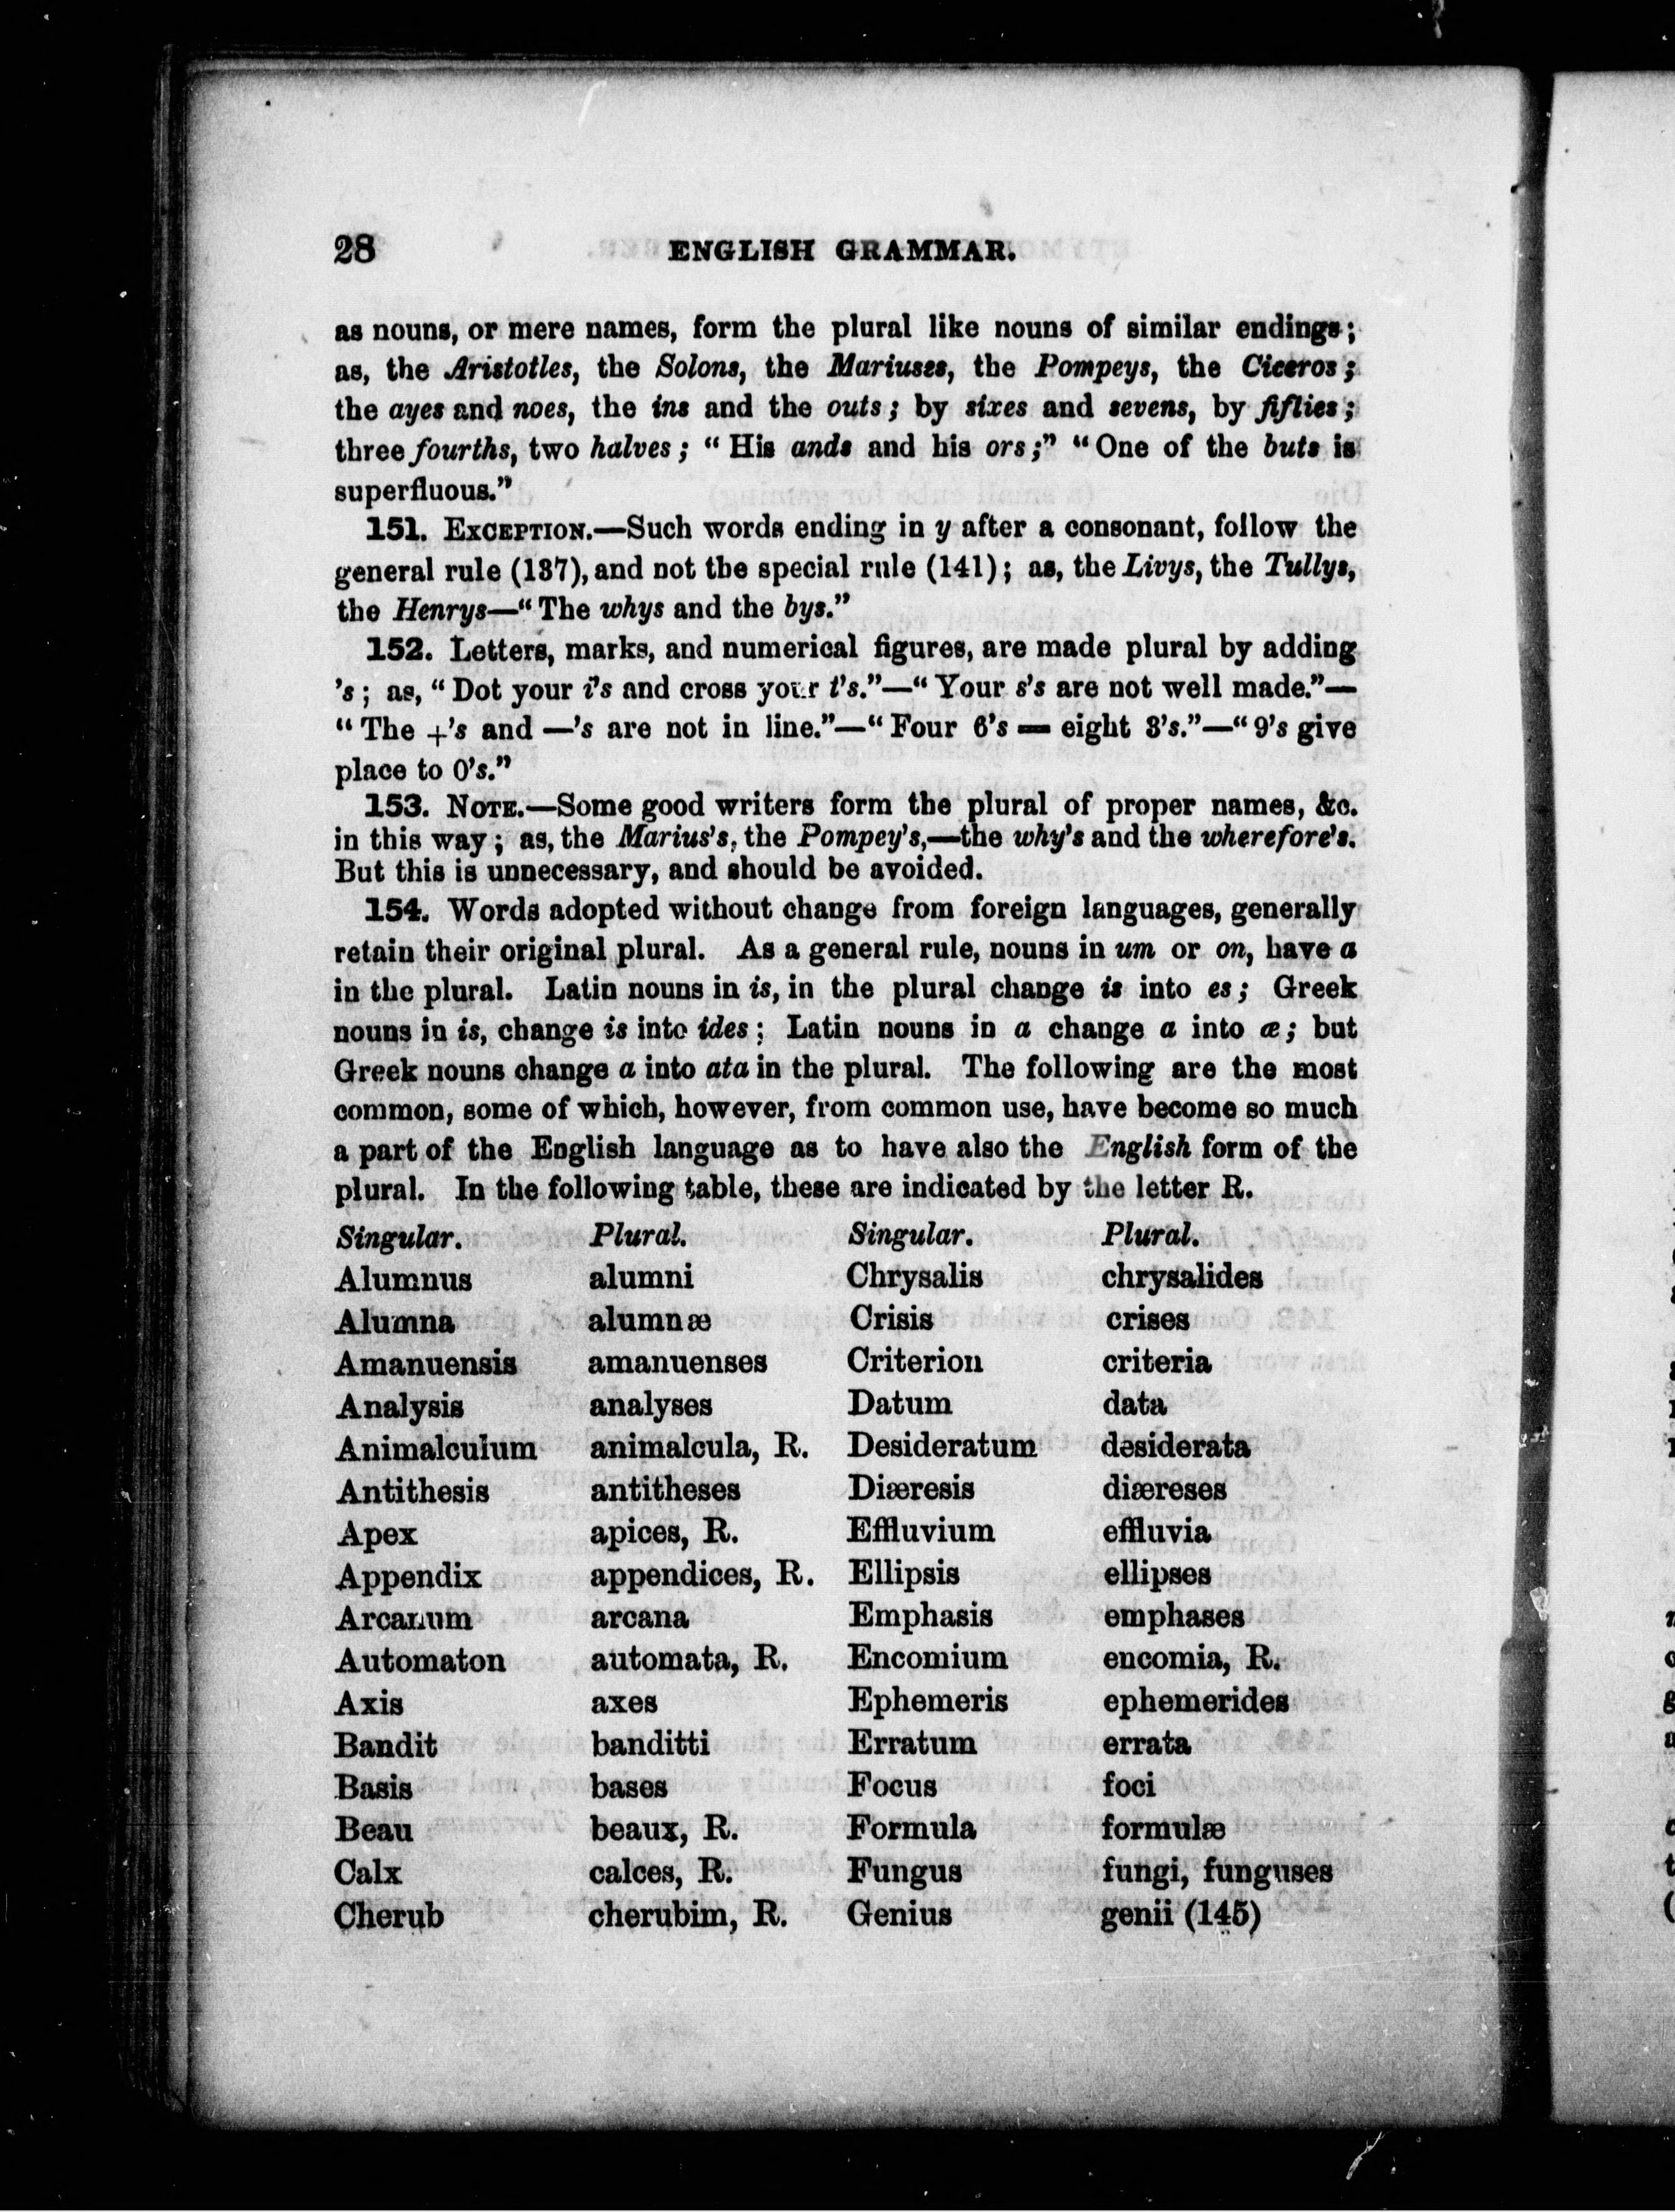 28 ENGLISH GRAMMAR.
as nouns, or mere names, form the plural like nouns of similar endings;
as, the Aristotles, the Solons, the Mariuses, the Pompeys, the Ciceros;
the ayes and noes, the ins and the outs; by sixes and sevens, by fifties;
three fourths, two halves; “His ands and his ors;” “One of the buts is
superfluous.”
151. EXCEPTION.—Such words ending in y after a consonant, follow the
general rule (137), and not the special rule (141); as, the Livys, the Tullys,
the Henrys—“The whys and the bys.”
152. Letters, marks, and numerical figures, are made plural by adding
's; as, “Dot your i's and cross your t's.”—“Your s's are not well made.”—
“The +'s and —'s are not in line.”—“Four 6's = eight 3's.”—“9's give
place to 0's.”
153. NOTE.—Some good writers form the plural of proper names, &c.
in this way; as, the Marius's, the Pompey's,—the why's and the wherefore's.
But this is unnecessary, and should be avoided.
154. Words adopted without change from foreign languages, generally
retain their original plural. As a general rule, nouns in um or on, have a
in the plural. Latin nouns in is, in the plural change is into es; Greek
nouns in is, change is into ides; Latin nouns in a change a into æ; but
Greek nouns change a into ata in the plural. The following are the most
common, some of which, however, from common use, have become so much
a part of the English language as to have also the English form of the
plural. In the following table, these are indicated by the letter R.
Singular. Plural. Singular. Plural.
Alumnus alumni Chrysalis chrysalides
Alumna alumnæ Crisis crises
Amanuensis amanuenses Criterion criteria
Analysis analyses Datum data
Animalculum animalcula, R. Desideratum desiderata
Antithesis antitheses Diæresis diæreses
Apex apices, R. Effluvium effluvia
Appendix appendices, R. Ellipsis ellipses
Arcanum arcana Emphasis emphases
Automaton automata, R. Encomium encomia, R.
Axis axes Ephemeris ephemerides
Bandit banditti Erratum errata
Basis bases Focus foci
Beau beaux, R. Formula formulæ
Calx calces, R. Fungus fungi, funguses
Cherub cherubim, R. Genius genii (145)